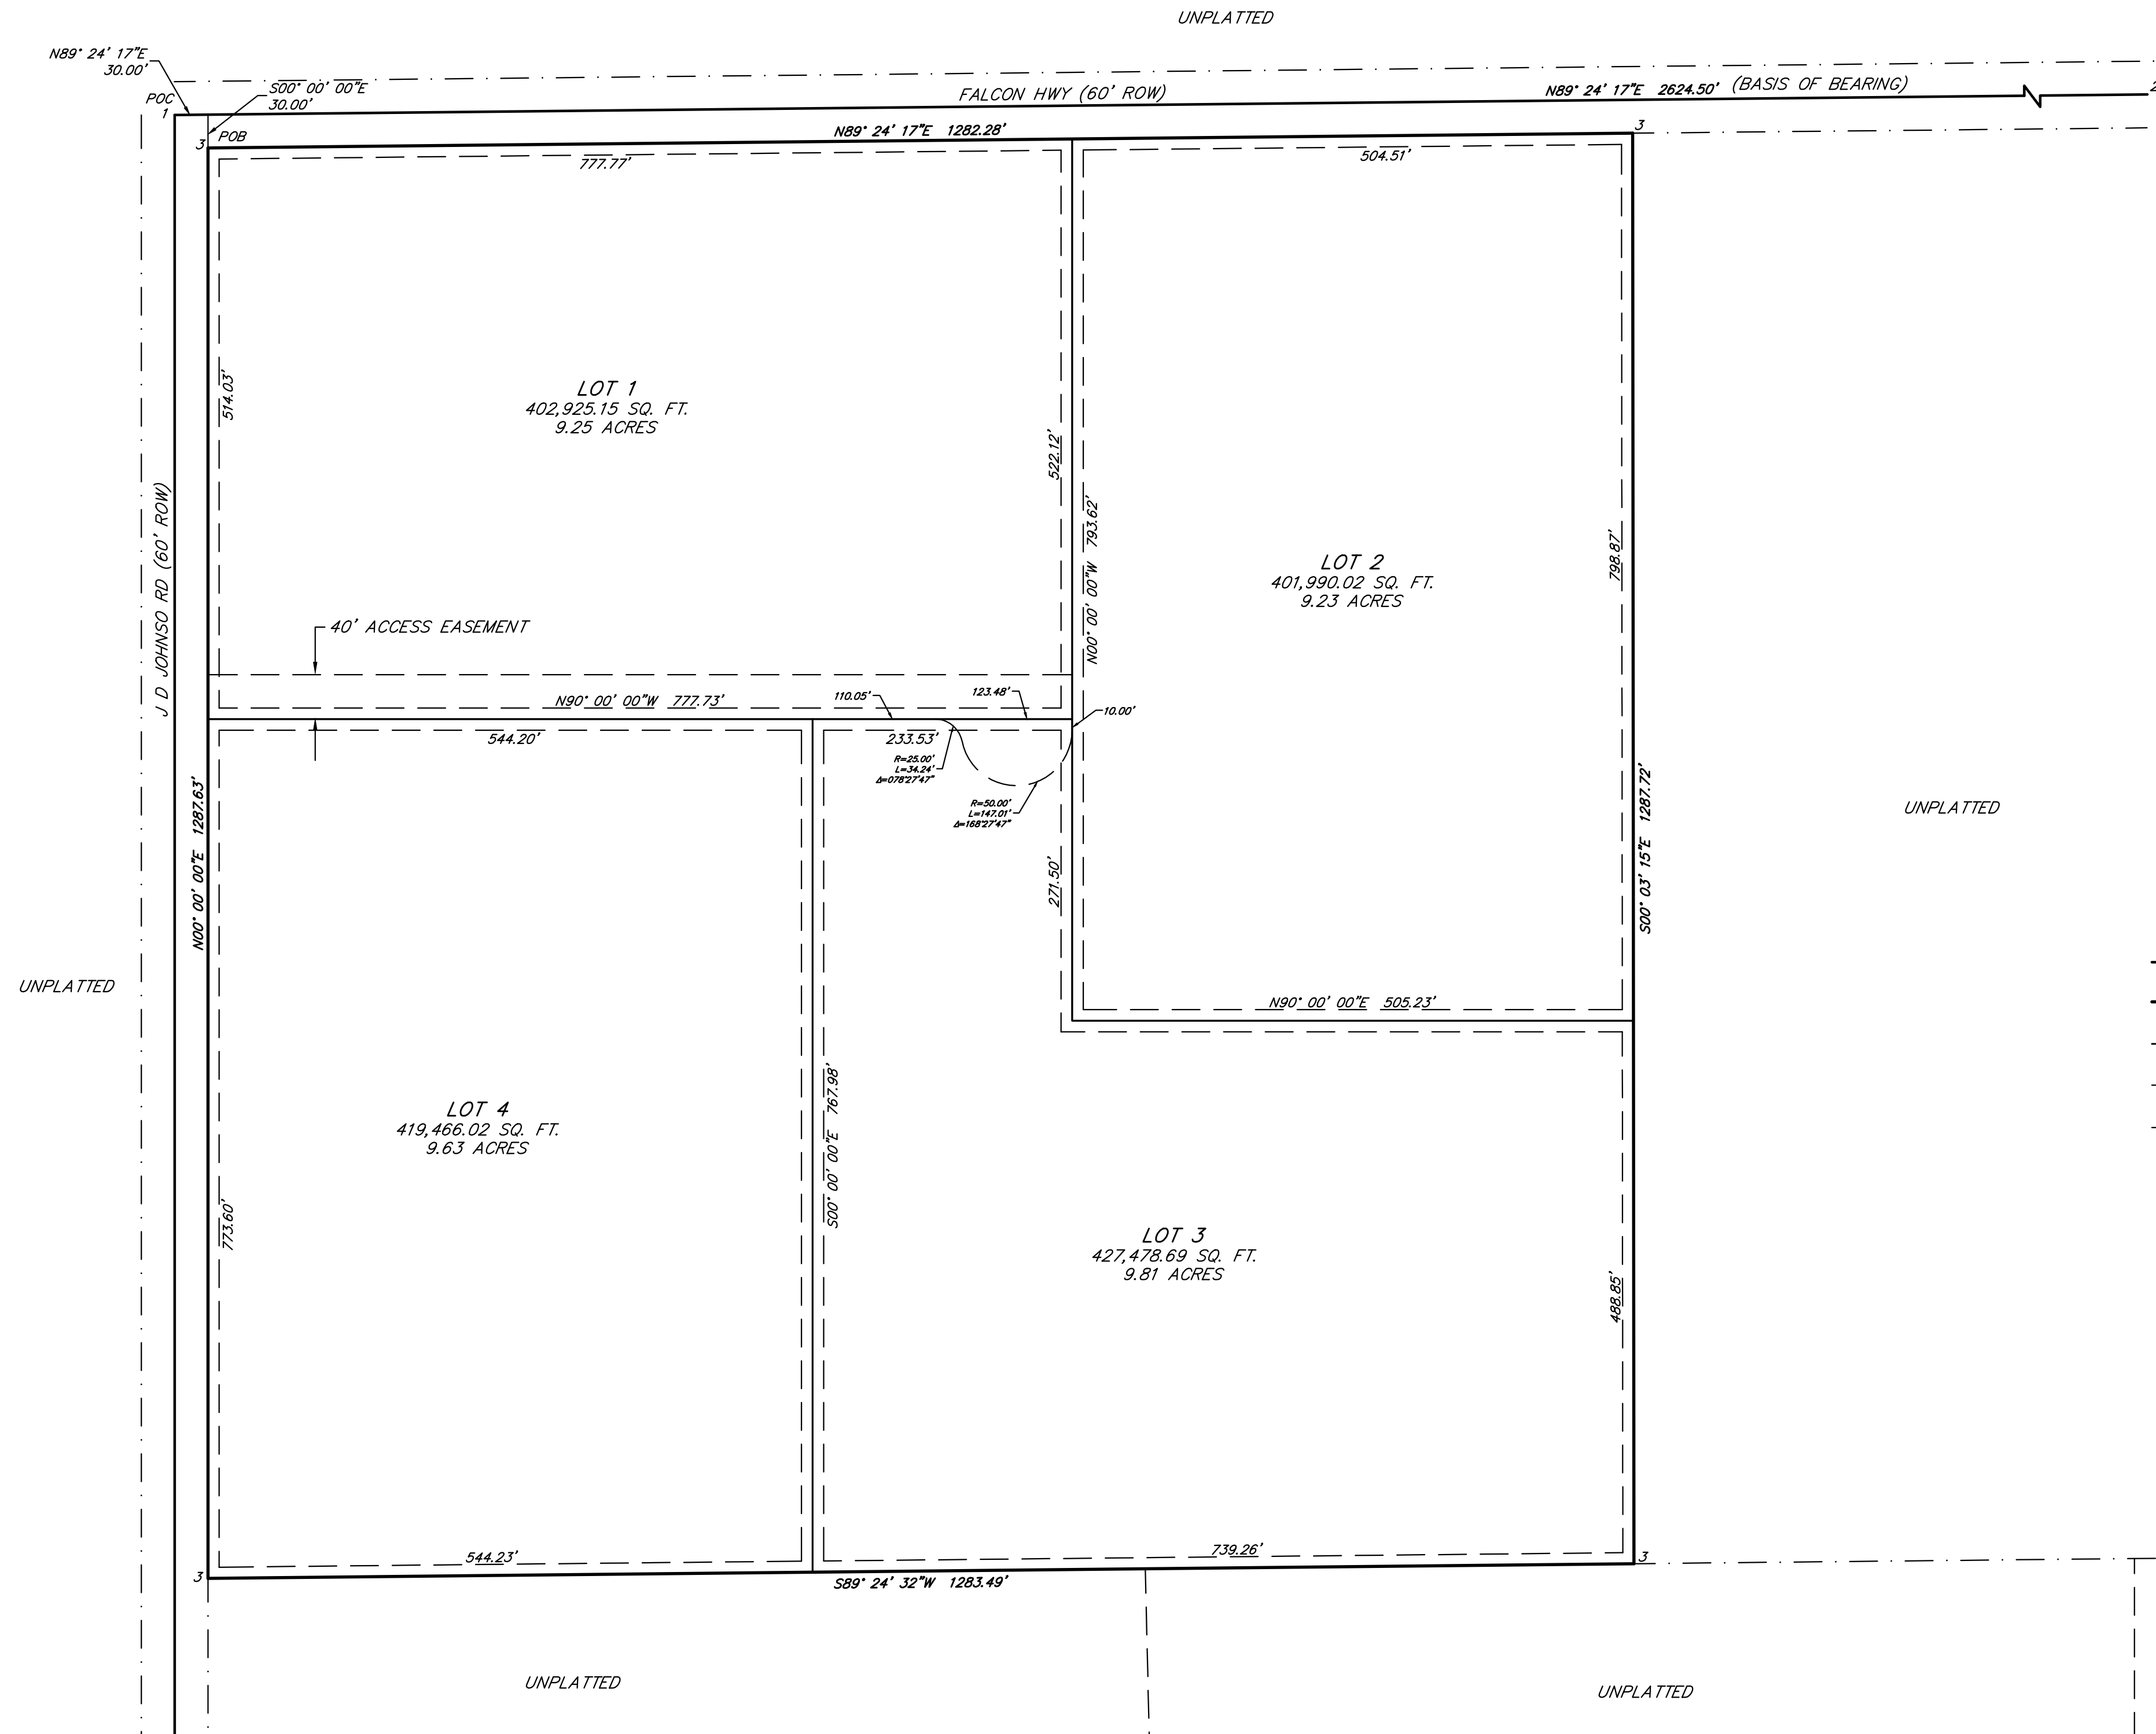 UNPLATTED
N89° 24' 17"E
30.00'
POC
1
S00° 00' 00"E
30.00'
3
POB
FALCON HWY (60' ROW)
N89° 24' 17"E 2624.50' (BASIS OF BEARING)
2
N89° 24' 17"E 1282.28'
3
777.77'
504.51'
514.03'
LOT 1
402,925.15 SQ. FT.
9.25 ACRES
522.12'
N00° 00' 00"W 793.62'
LOT 2
401,990.02 SQ. FT.
9.23 ACRES
798.87'
J D JOHNSO RD (60' ROW)
40' ACCESS EASEMENT
N90° 00' 00"W 777.73'
110.05'
123.48'
10.00'
544.20'
233.53'
R=25.00'
L=34.24'
Δ=078°27'47"
R=50.00'
L=147.01'
Δ=168°27'47"
N00° 00' 00"E 1287.63'
271.50'
S00° 03' 15"E 1287.72'
UNPLATTED
UNPLATTED
N90° 00' 00"E 505.23'
LOT 4
419,466.02 SQ. FT.
9.63 ACRES
773.60'
S00° 00' 00"E 767.98'
LOT 3
427,478.69 SQ. FT.
9.81 ACRES
488.85'
544.23'
739.26'
3
3
S89° 24' 32"W 1283.49'
UNPLATTED
UNPLATTED